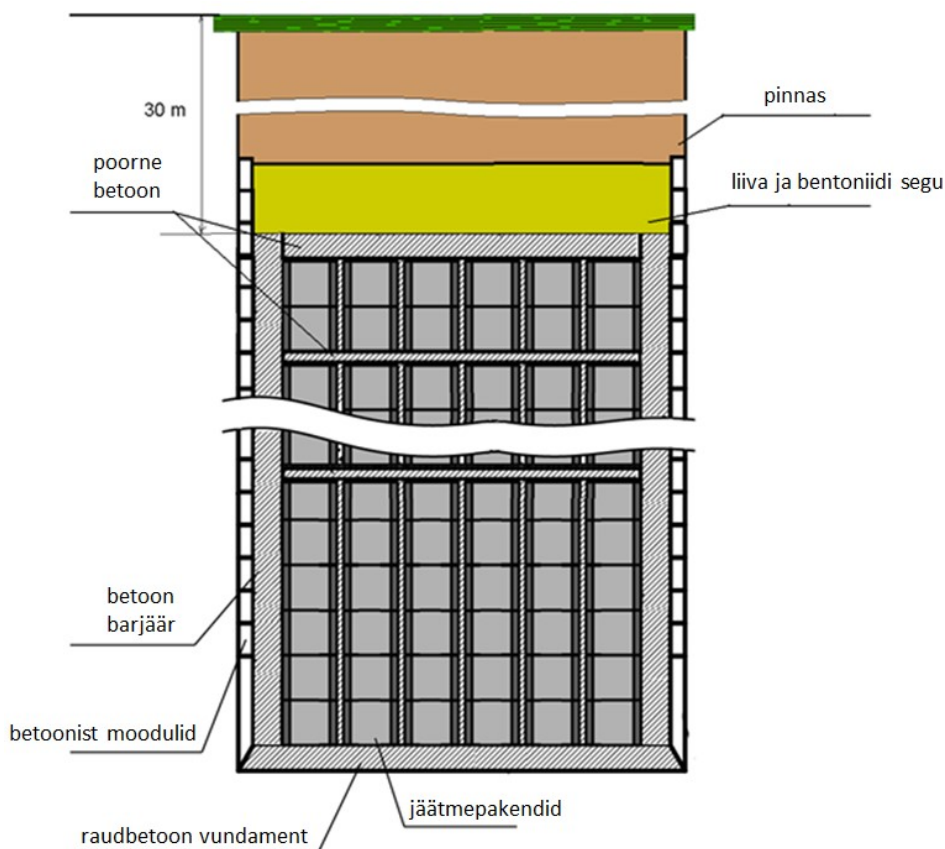 30 m
pinnas
poorne
betoon
liiva ja bentoniidi segu
betoon
barjäär
betoonist moodulid
jäätmepakendid
raudbetoon vundament